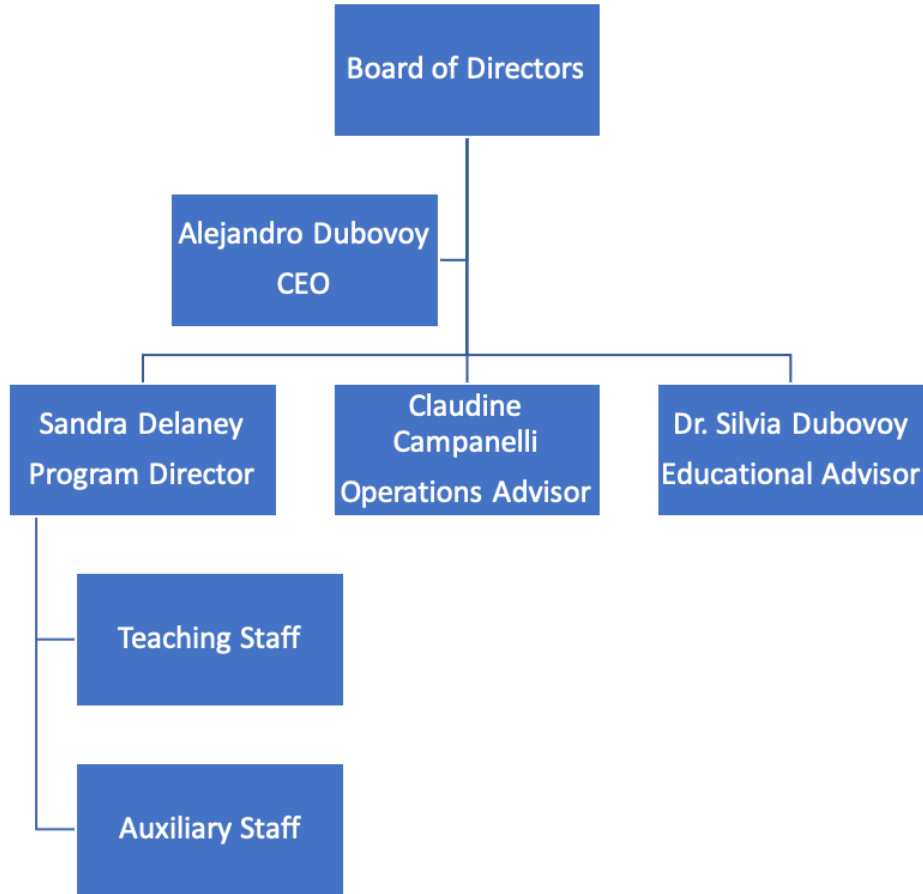 Board of Directors
Alejandro Dubovoy
CEO
Sandra Delaney
Program Director
Claudine
Campanelli
Operations Advisor
Dr. Silvia Dubovoy
Educational Advisor
Teaching Staff
Auxiliary Staff